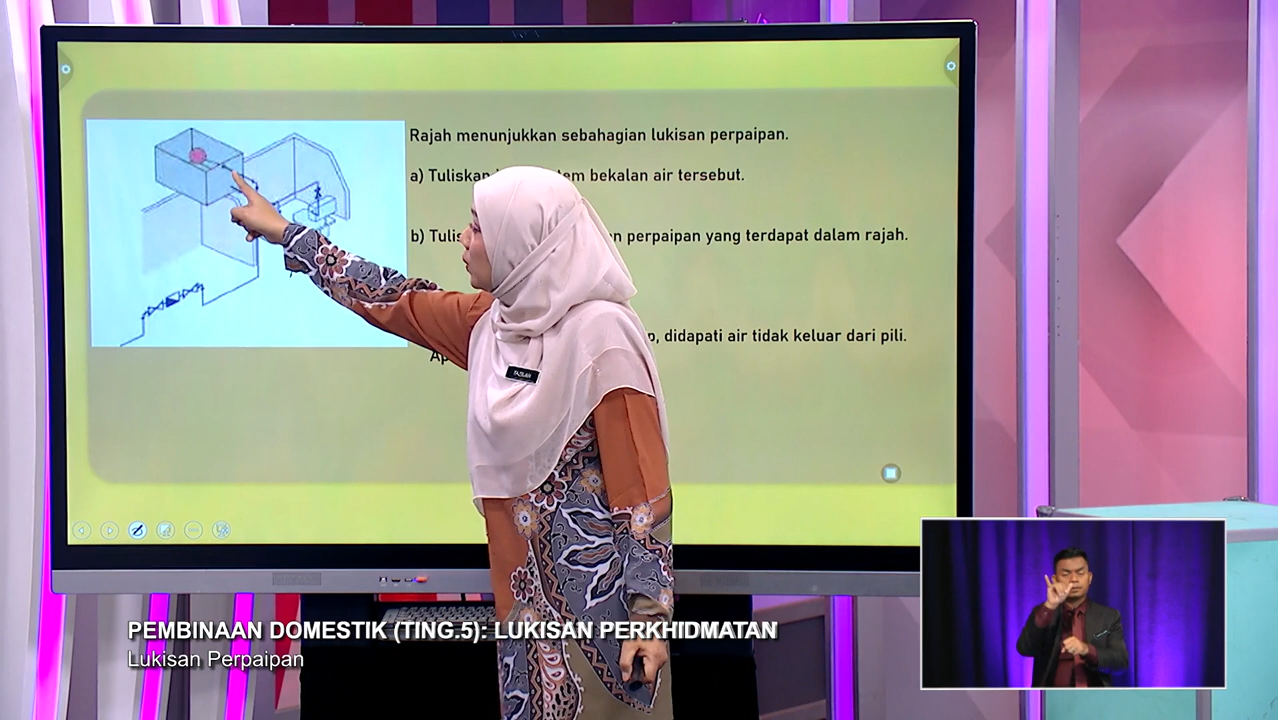 Rajah menunjukkan sebahagian lukisan perpaipan.
a) Tuliskan tem bekalan air tersebut.
b) Tulis n perpaipan yang terdapat dalam rajah.
p, didapati air tidak keluar dari pili.
Ap
PEMBINAAN DOMESTIK (TING.5): LUKISAN PERKHIDMATAN
Lukisan Perpaipan